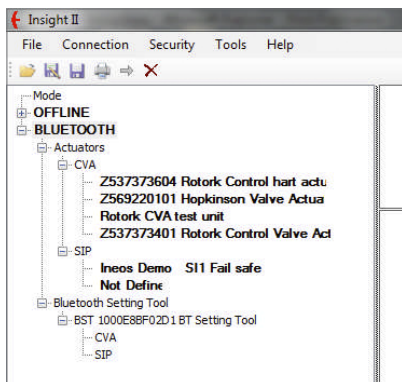 Insight II
File Connection Security Tools Help
Mode
OFFLINE
BLUETOOTH
Actuators
CVA
Z537373604 Rotork Control hart actu
Z569220101 Hopkinson Valve Actua
Rotork CVA test unit
Z537373401 Rotork Control Valve Act
SIP
Ineos Demo SI1 Fail safe
Not Define
Bluetooth Setting Tool
BST 1000E8BF02D1 BT Setting Tool
CVA
SIP